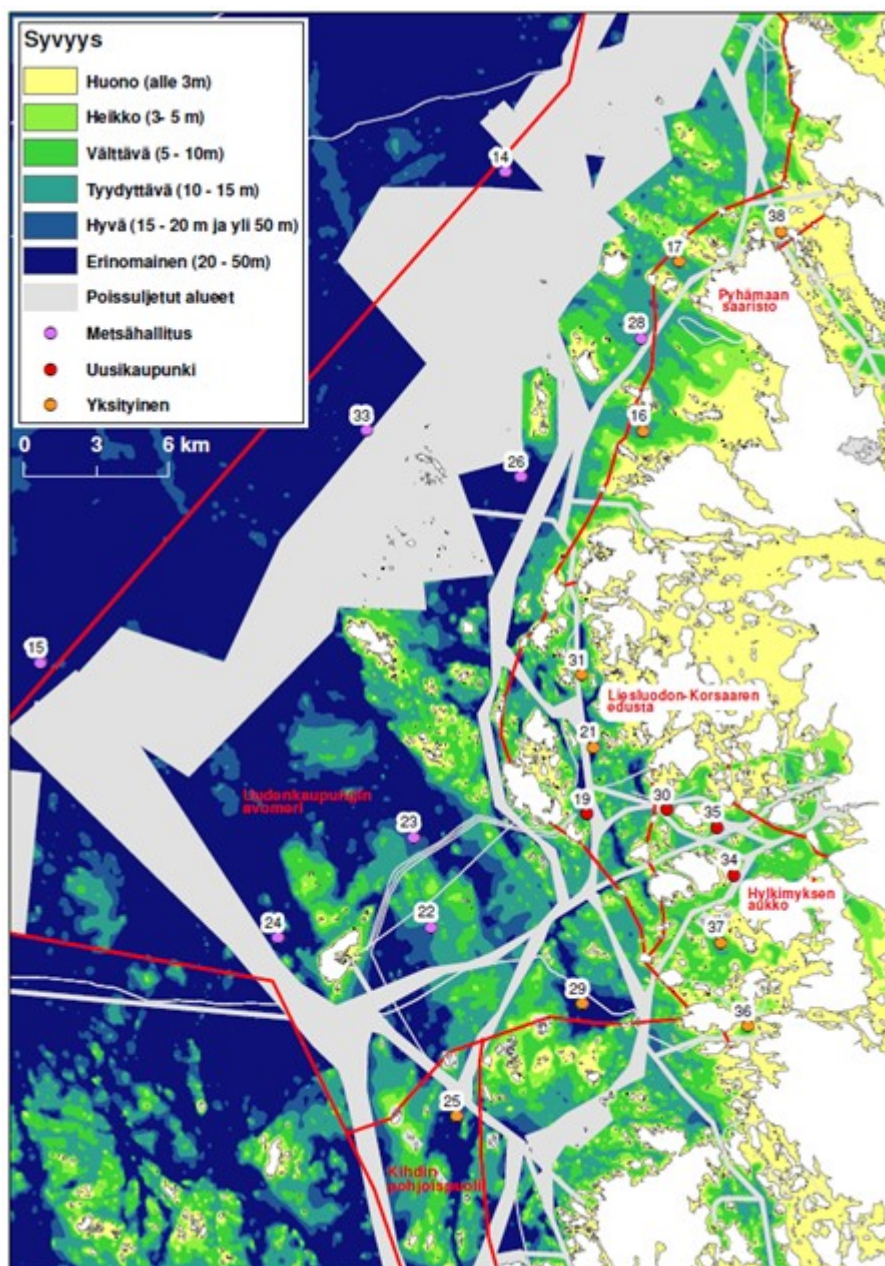 Syvyys
Huono (alle 3m)
Heikko (3- 5 m)
Välttävä (5 - 10m)
Tyydyttävä (10 - 15 m)
Hyvä (15 - 20 m ja yli 50 m)
Erinomainen (20 - 50m)
Poissuljetut alueet
Metsähallitus
Uusikaupunki
Yksityinen
0 3 6 km
14
38
17
Pyhämaan
saaristo
28
16
33
26
15
31
Liesluodon-Korsaaren
edusta
21
Uudenkaupungin
avomeri
19
30
35
23
34
Hylkimyksen
aukko
22
24
37
29
36
25
Kihdin
pohjoispuoli